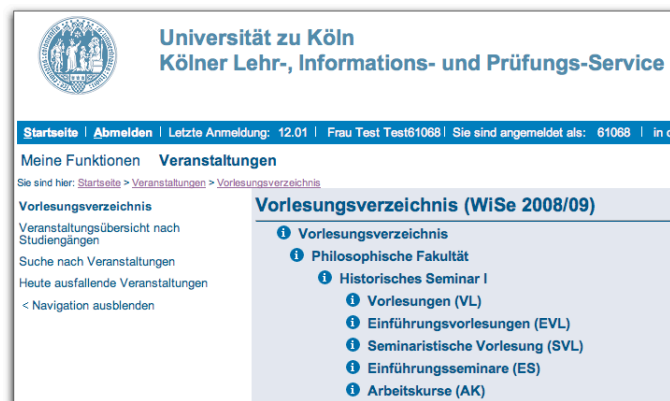 Universität zu Köln
Kölner Lehr-, Informations- und Prüfungs-Service
Startseite | Abmelden | Letzte Anmeldung: 12.01 | Frau Test Test61068 | Sie sind angemeldet als: 61068 | in
Meine Funktionen Veranstaltungen
Sie sind hier: Startseite > Veranstaltungen > Vorlesungsverzeichnis
Vorlesungsverzeichnis
Veranstaltungsübersicht nach
Studiengängen
Suche nach Veranstaltungen
Heute ausfallende Veranstaltungen
< Navigation ausblenden
Vorlesungsverzeichnis (WiSe 2008/09)
Vorlesungsverzeichnis
Philosophische Fakultät
Historisches Seminar I
Vorlesungen (VL)
Einführungsvorlesungen (EVL)
Seminaristische Vorlesung (SVL)
Einführungsseminare (ES)
Arbeitskurse (AK)